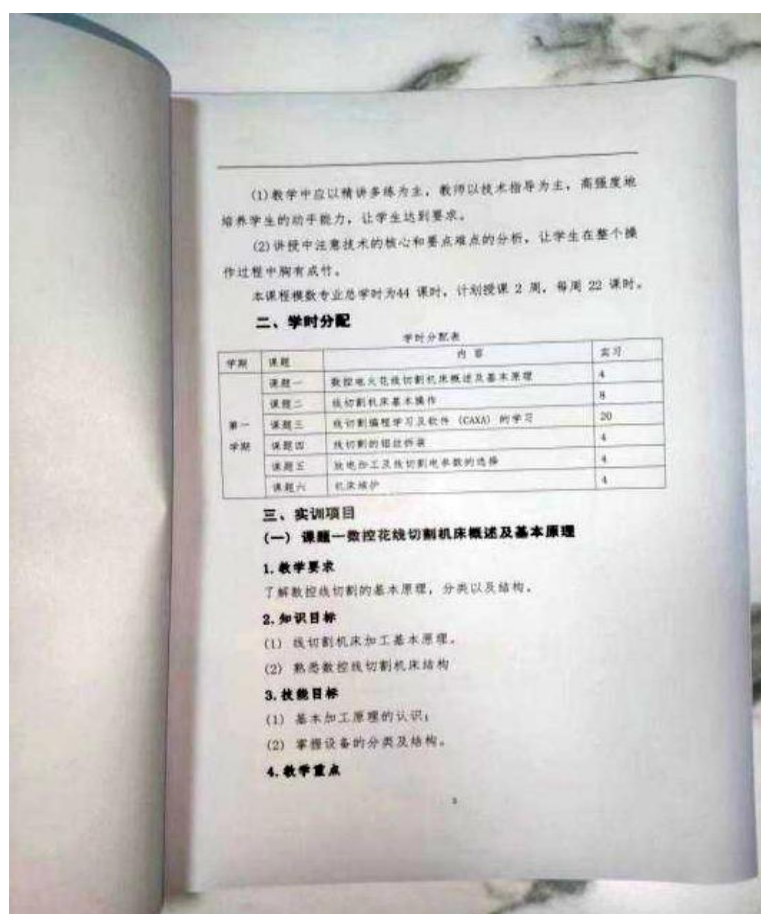 (1)教学中应以精讲多练为主，教师以技术指导为主，高强度地
培养学生的动手能力，让学生达到要求。
(2)讲授中注意技术的核心和要点难点的分析，让学生在整个操
作过程中胸有成竹。
本课程模数专业总学时为44 课时，计划授课 2 周，每周 22 课时。
二、学时分配
学时分配表
学期 课题 内 容 实习
课题一 数控电火花线切割机床概述及基本原理 4
课题二 线切割机床基本操作 8
第一 课题三 线切割编程学习及软件 (CAXA) 的学习 20
学期 课题四 线切割的钼丝拆装 4
课题五 放电加工及线切割电参数的选择 4
课题六 机床维护 4
三、实训项目
(一) 课题一数控花线切割机床概述及基本原理
1.教学要求
了解数控线切割的基本原理，分类以及结构。
2.知识目标
(1) 线切割机床加工基本原理。
(2) 熟悉数控线切割机床结构
3.技能目标
(1) 基本加工原理的认识；
(2) 掌握设备的分类及结构。
4.教学重点